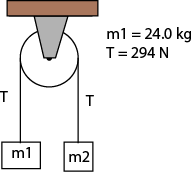 m1 = 24.0 kg
T = 294 N
T
T
m1
m2